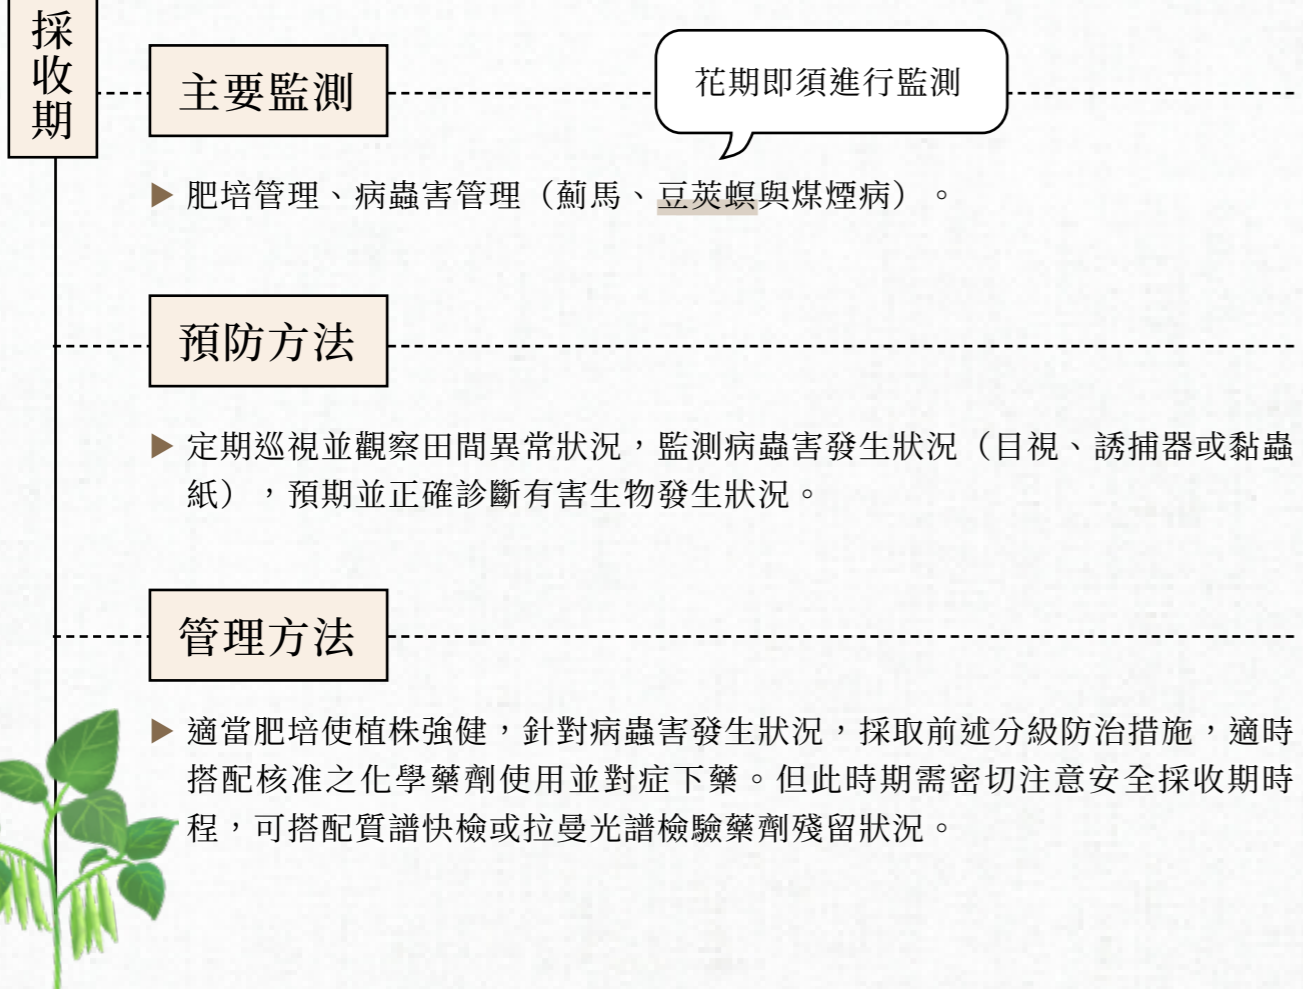 採收期
主要監測
花期即須進行監測
▶ 肥培管理、病蟲害管理（薊馬、豆莢螟與煤煙病）。
預防方法
▶ 定期巡視並觀察田間異常狀況，監測病蟲害發生狀況（目視、誘捕器或黏蟲
紙），預期並正確診斷有害生物發生狀況。
管理方法
▶ 適當肥培使植株強健，針對病蟲害發生狀況，採取前述分級防治措施，適時
搭配核准之化學藥劑使用並對症下藥。但此時期需密切注意安全採收期時
程，可搭配質譜快檢或拉曼光譜檢驗藥劑殘留狀況。